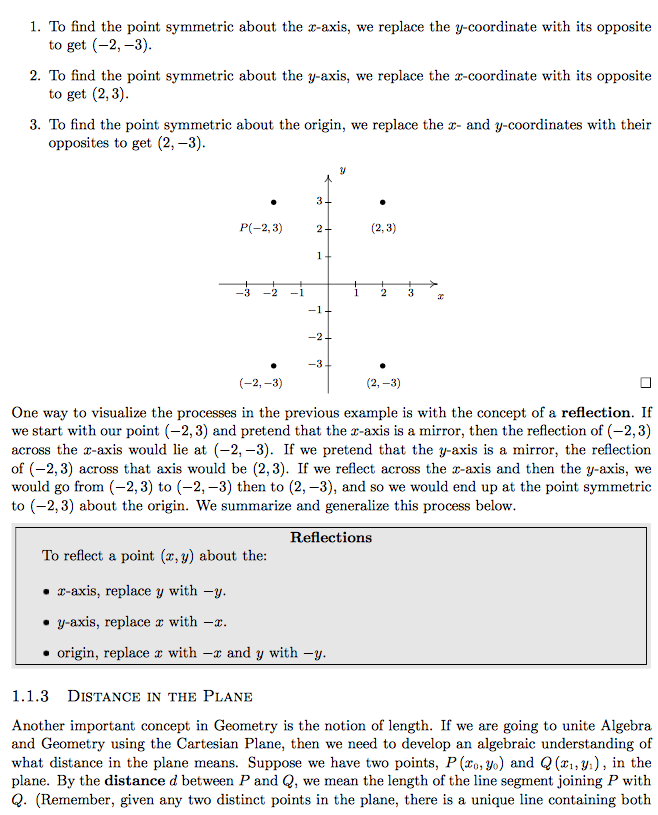 1. To find the point symmetric about the x-axis, we replace the y-coordinate with its opposite
to get (−2, −3).
2. To find the point symmetric about the y-axis, we replace the x-coordinate with its opposite
to get (2, 3).
3. To find the point symmetric about the origin, we replace the x- and y-coordinates with their
opposites to get (2, −3).
y
3
P(−2, 3) 2 (2, 3)
1
−3 −2 −1 1 2 3 x
−1
−2
−3
(−2, −3) (2, −3)
□
One way to visualize the processes in the previous example is with the concept of a reflection. If
we start with our point (−2, 3) and pretend that the x-axis is a mirror, then the reflection of (−2, 3)
across the x-axis would lie at (−2, −3). If we pretend that the y-axis is a mirror, the reflection
of (−2, 3) across that axis would be (2, 3). If we reflect across the x-axis and then the y-axis, we
would go from (−2, 3) to (−2, −3) then to (2, −3), and so we would end up at the point symmetric
to (−2, 3) about the origin. We summarize and generalize this process below.
Reflections
To reflect a point (x, y) about the:
• x-axis, replace y with −y.
• y-axis, replace x with −x.
• origin, replace x with −x and y with −y.
1.1.3 Distance in the Plane
Another important concept in Geometry is the notion of length. If we are going to unite Algebra
and Geometry using the Cartesian Plane, then we need to develop an algebraic understanding of
what distance in the plane means. Suppose we have two points, P (x₀, y₀) and Q (x₁, y₁), in the
plane. By the distance d between P and Q, we mean the length of the line segment joining P with
Q. (Remember, given any two distinct points in the plane, there is a unique line containing both